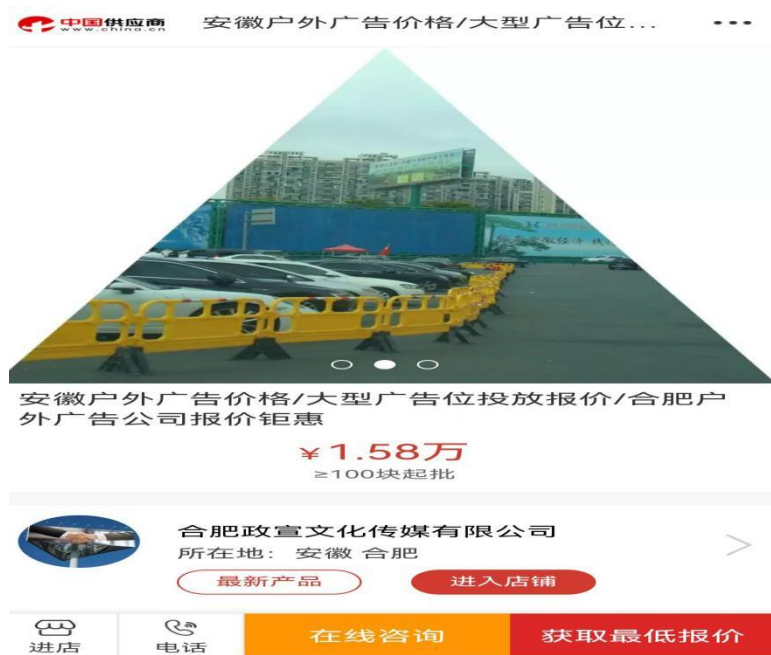 中国供应商
www.china.cn
安徽户外广告价格/大型广告位...
安徽户外广告价格/大型广告位投放报价/合肥户
外广告公司报价钜惠
¥1.58万
≥100块起批
合肥政宣文化传媒有限公司
所在地： 安徽 合肥
最新产品
进入店铺
进店
电话
在线咨询
获取最低报价